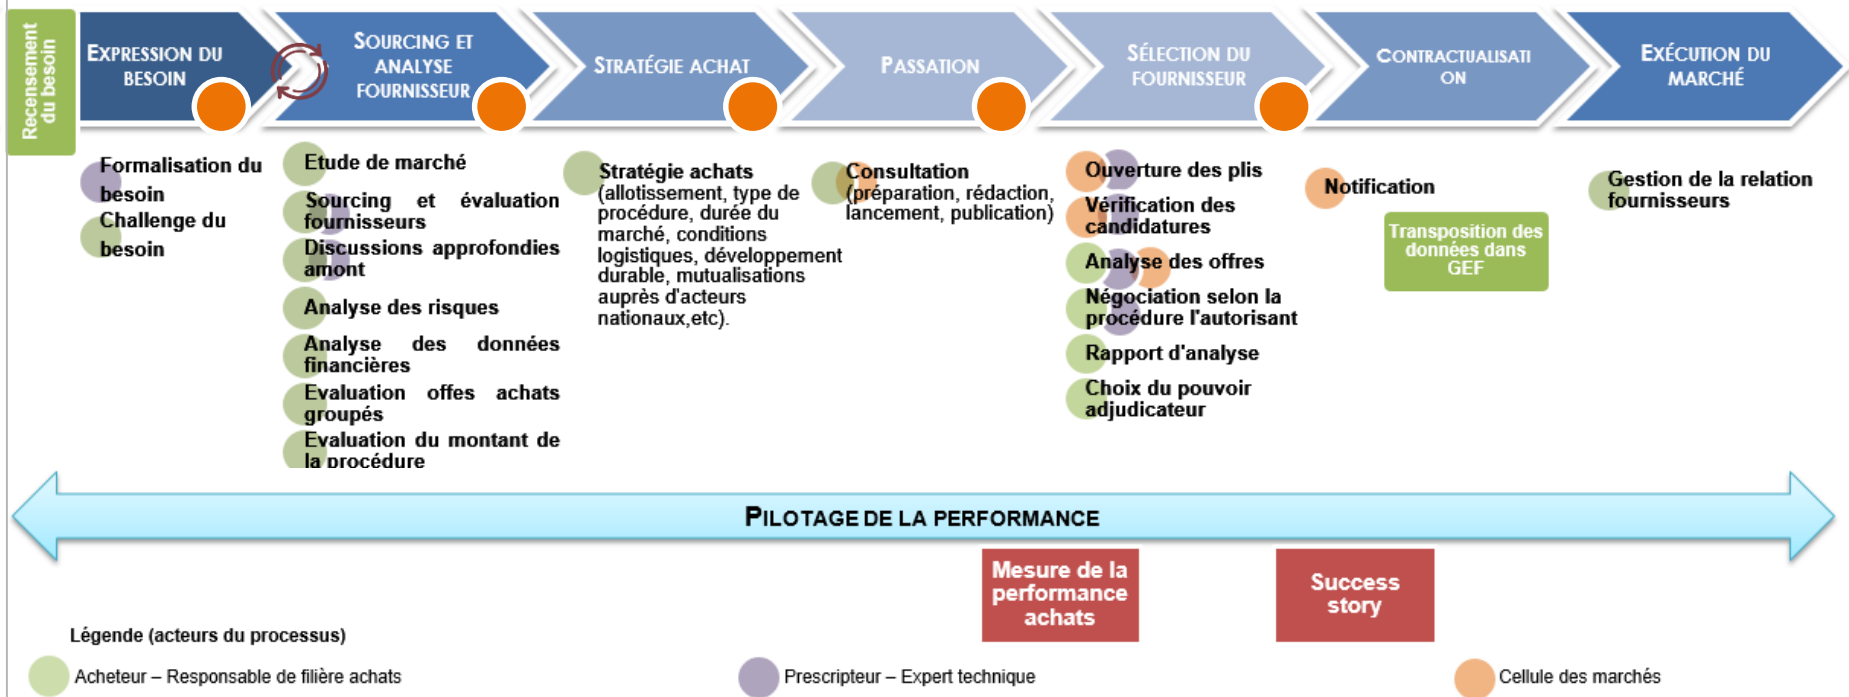 Recensement
du besoin
EXPRESSION DU
BESOIN
SOURCING ET
ANALYSE
FOURNISSEUR
STRATÉGIE ACHAT
PASSATION
SÉLECTION DU
FOURNISSEUR
CONTRACTUALISATI
ON
EXÉCUTION DU
MARCHÉ
Formalisation du
besoin
Challenge du
besoin
Etude de marché
Sourcing et évaluation
fournisseurs
Discussions approfondies
amont
Analyse des risques
Analyse des données
financières
Evaluation offes achats
groupés
Evaluation du montant de
la procédure
Stratégie achats
(allotissement, type de
procédure, durée du
marché, conditions
logistiques, développement
durable, mutualisations
auprès d'acteurs
nationaux,etc).
Consultation
(préparation, rédaction,
lancement, publication)
Ouverture des plis
Vérification des
candidatures
Analyse des offres
Négociation selon la
procédure l'autorisant
Rapport d'analyse
Choix du pouvoir
adjudicateur
Notification
Transposition des
données dans
GEF
Gestion de la relation
fournisseurs
PILOTAGE DE LA PERFORMANCE
Mesure de la
performance
achats
Success
story
Légende (acteurs du processus)
Acheteur – Responsable de filière achats
Prescripteur – Expert technique
Cellule des marchés